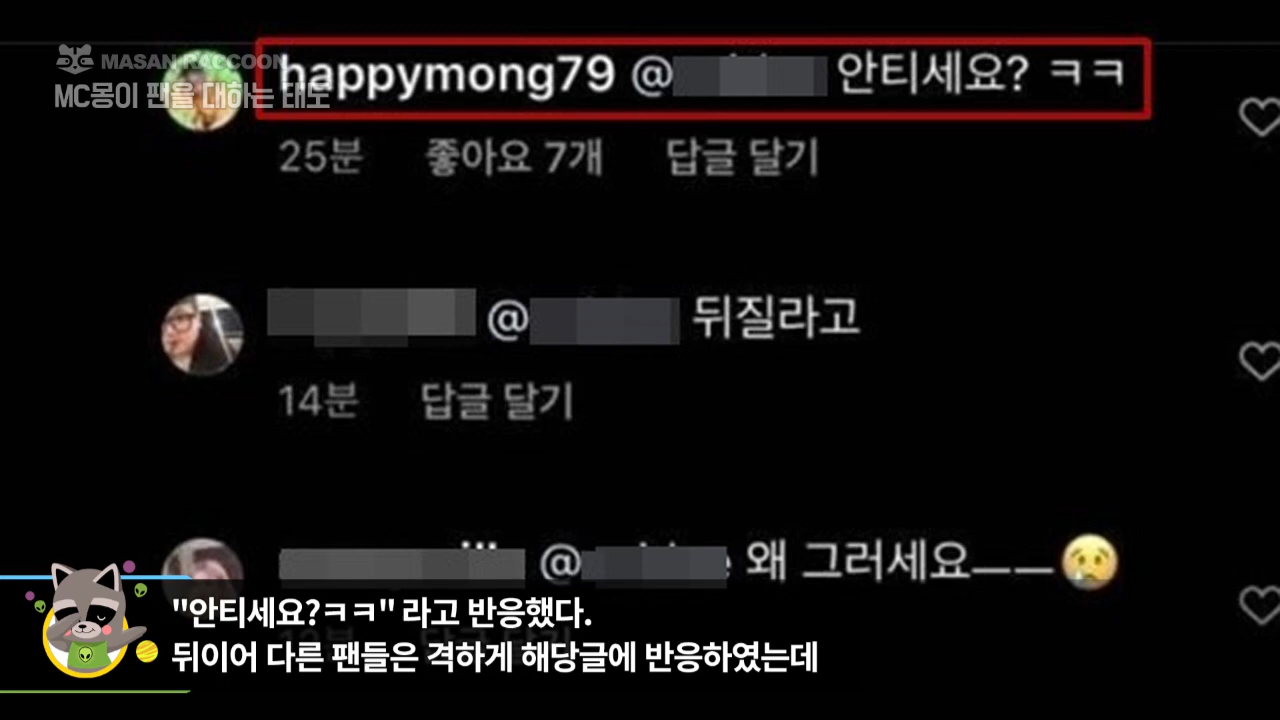 MASAN RACCOON
MC몽이 팬을 대하는 태도
happymong79 @ 안티세요? ㅋㅋ
25분 좋아요 7개 답글 달기
@ 뒤질라고
14분 답글 달기
@ 왜 그러세요ㅡㅡ😢
"안티세요?ㅋㅋ" 라고 반응했다.
뒤이어 다른 팬들은 격하게 해당글에 반응하였는데